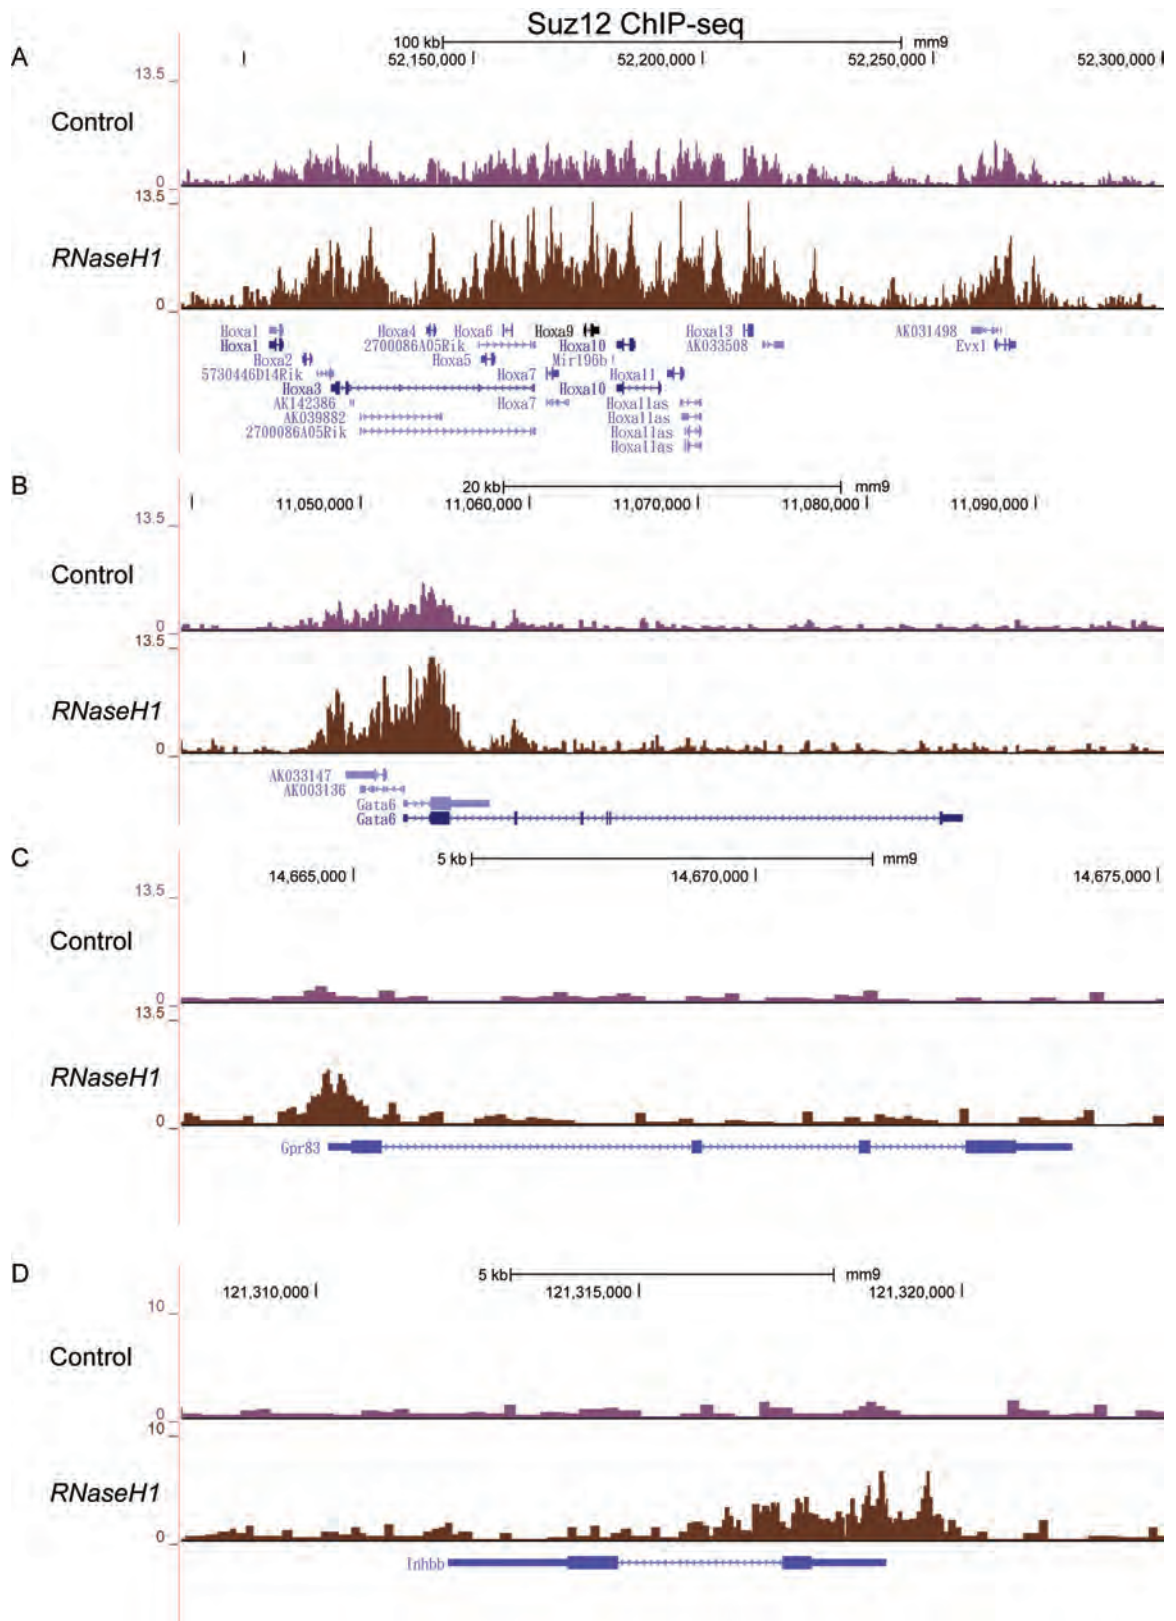 Suz12 ChIP-seq
A
100 kb mm9
52,150,000 52,200,000 52,250,000 52,300,000
13.5
Control
0
13.5
RNaseH1
0
Hoxa1 Hoxa4 Hoxa6 Hoxa9 Hoxa13 AK031498
Hoxa1 2700086A05Rik Hoxa10 AK033508 Evx1
Hoxa2 Hoxa5 Mir196b
5730446D14Rik Hoxa7 Hoxa11
Hoxa3 Hoxa10
AK142386 Hoxa7 Hoxa11as
AK039882 Hoxa11as
2700086A05Rik Hoxa11as
Hoxa11as
B
20 kb mm9
11,050,000 11,060,000 11,070,000 11,080,000 11,090,000
13.5
Control
0
13.5
RNaseH1
0
AK033147
AK003136
Gata6
Gata6
C
5 kb mm9
14,665,000 14,670,000 14,675,000
13.5
Control
0
13.5
RNaseH1
0
Gpr83
D
5 kb mm9
121,310,000 121,315,000 121,320,000
10
Control
0
10
RNaseH1
0
Inhbb